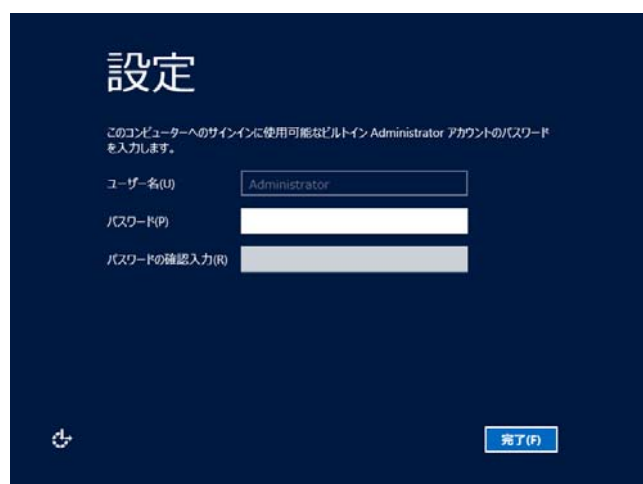 設定
このコンピューターへのサインインに使用可能なビルトイン Administrator アカウントのパスワード
を入力します。
ユーザー名(U)
Administrator
パスワード(P)
パスワードの確認入力(R)
完了(F)